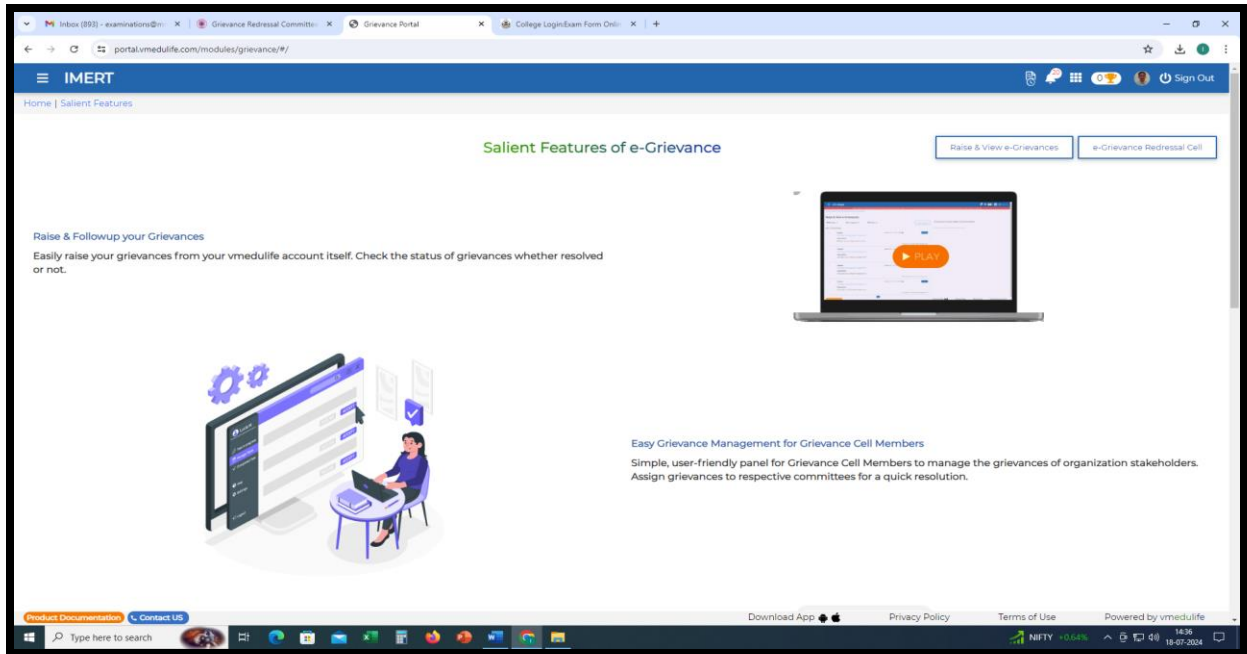 Inbox (893) - examinations@m
Grievance Redressal Committe
Grievance Portal
College Login:Exam Form Onli
portal.vmedulife.com/modules/grievance/#/
IMERT
0
Sign Out
Home | Salient Features
Salient Features of e-Grievance
Raise & View e-Grievances
e-Grievance Redressal Cell
PLAY
Raise & Followup your Grievances
Easily raise your grievances from your vmedulife account itself. Check the status of grievances whether resolved
or not.
Easy Grievance Management for Grievance Cell Members
Simple, user-friendly panel for Grievance Cell Members to manage the grievances of organization stakeholders.
Assign grievances to respective committees for a quick resolution.
Product Documentation
Contact US
Download App
Privacy Policy
Terms of Use
Powered by vmedulife
Type here to search
NIFTY +0.64%
14:36
18-07-2024